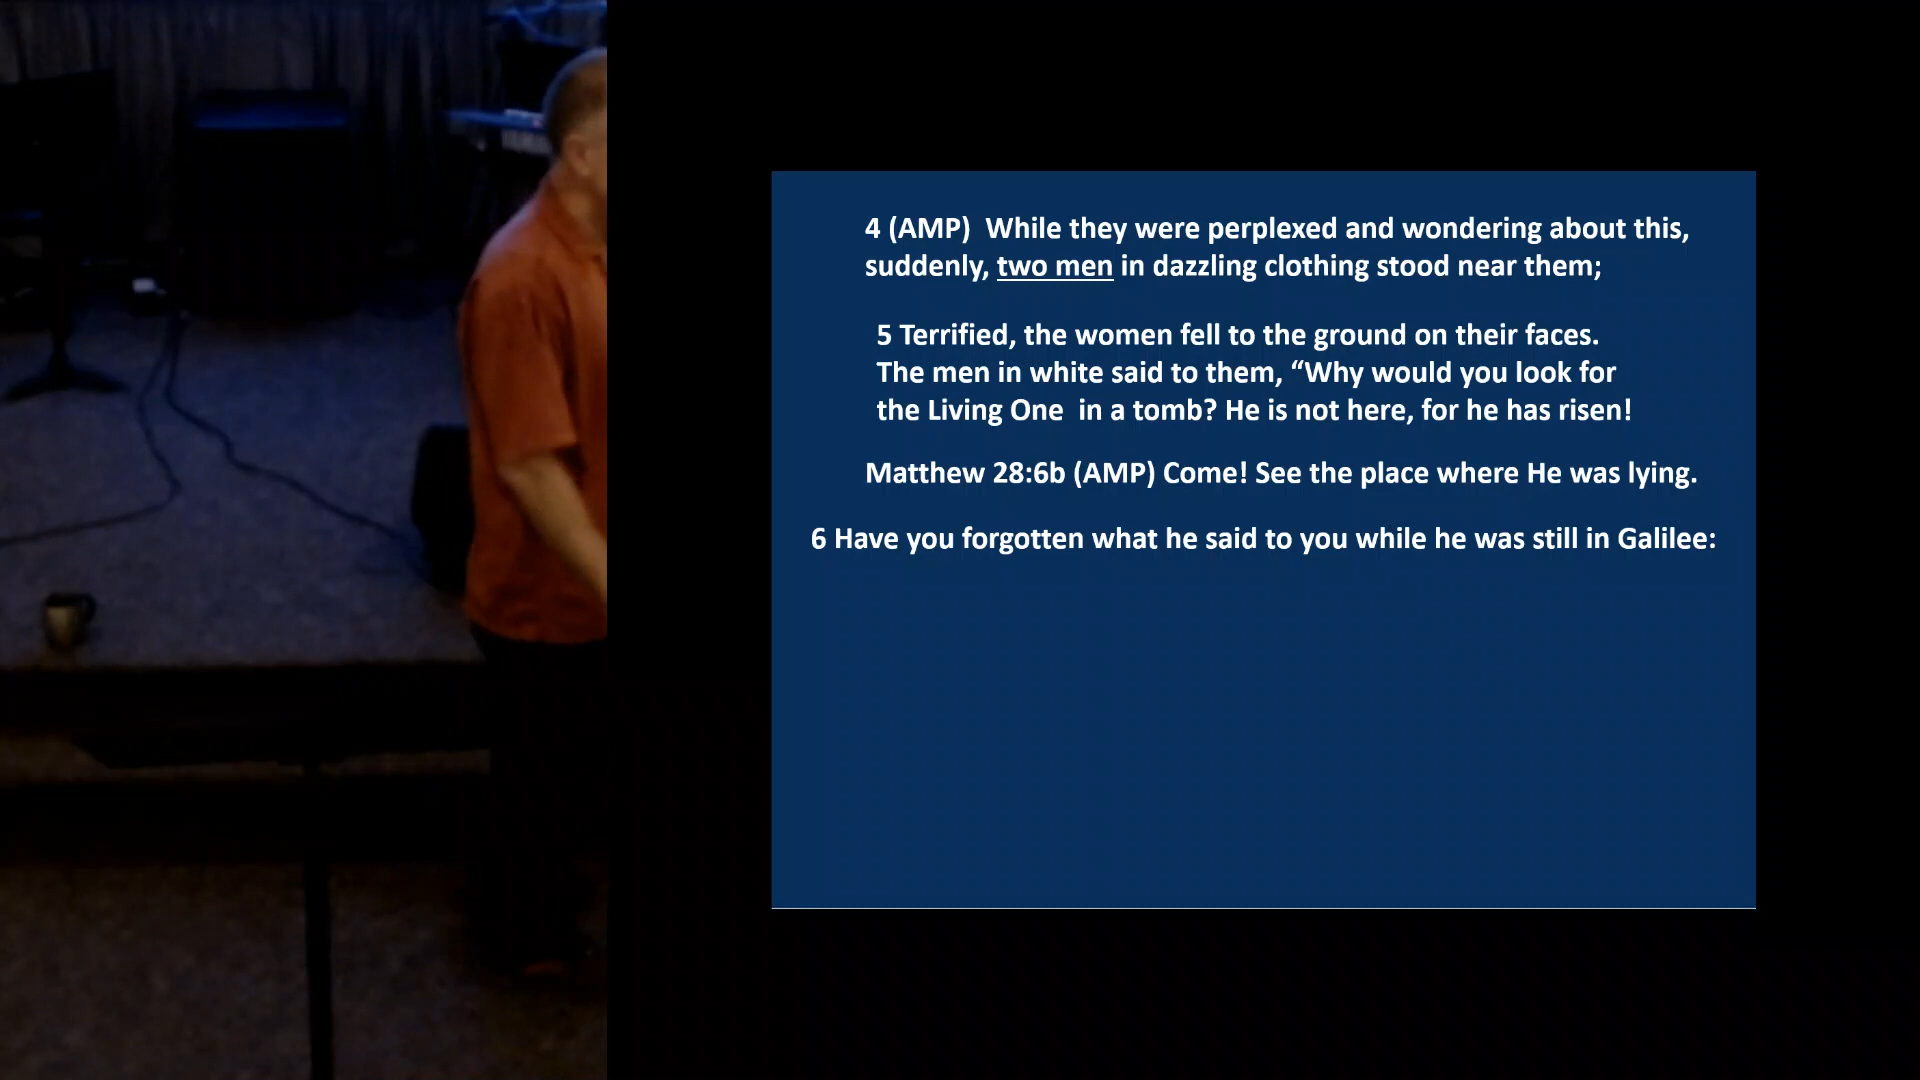 4 (AMP)  While they were perplexed and wondering about this,
suddenly, two men in dazzling clothing stood near them;
5 Terrified, the women fell to the ground on their faces.
The men in white said to them, “Why would you look for
the Living One  in a tomb? He is not here, for he has risen!
Matthew 28:6b (AMP) Come! See the place where He was lying.
6 Have you forgotten what he said to you while he was still in Galilee: